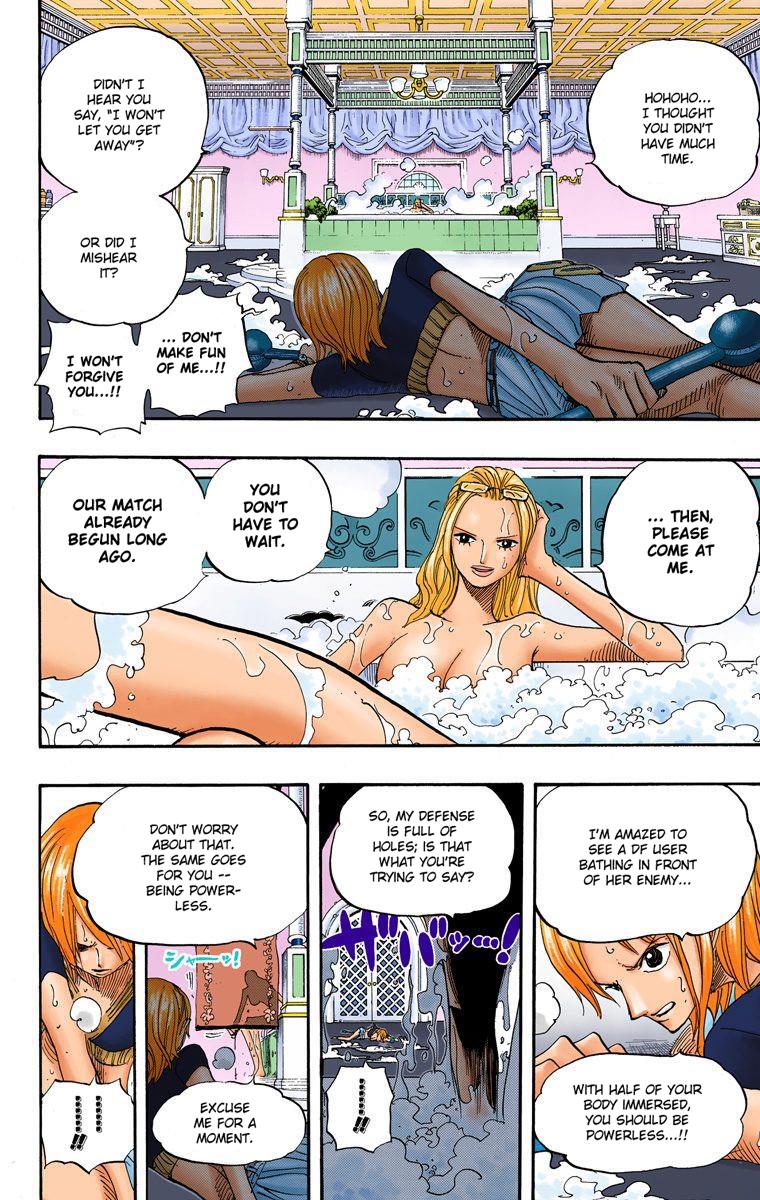 HOHOHO...
I THOUGHT
YOU DIDN'T
HAVE MUCH
TIME.
DIDN'T I
HEAR YOU
SAY, "I WON'T
LET YOU GET
AWAY"?
OR DID I
MISHEAR
IT?
... DON'T
MAKE FUN
OF ME...!!
I WON'T
FORGIVE
YOU...!!
... THEN,
PLEASE
COME AT
ME.
YOU
DON'T
HAVE TO
WAIT.
OUR MATCH
ALREADY
BEGUN LONG
AGO.
I'M AMAZED TO
SEE A DF USER
BATHING IN FRONT
OF HER ENEMY...
WITH HALF OF YOUR
BODY IMMERSED,
YOU SHOULD BE
POWERLESS...!!
SO, MY DEFENSE
IS FULL OF
HOLES; IS THAT
WHAT YOU'RE
TRYING TO SAY?
ザバッ…!
......!!
DON'T WORRY
ABOUT THAT.
THE SAME GOES
FOR YOU --
BEING POWER-
LESS.
シャーッ!
EXCUSE
ME FOR A
MOMENT.
......!!